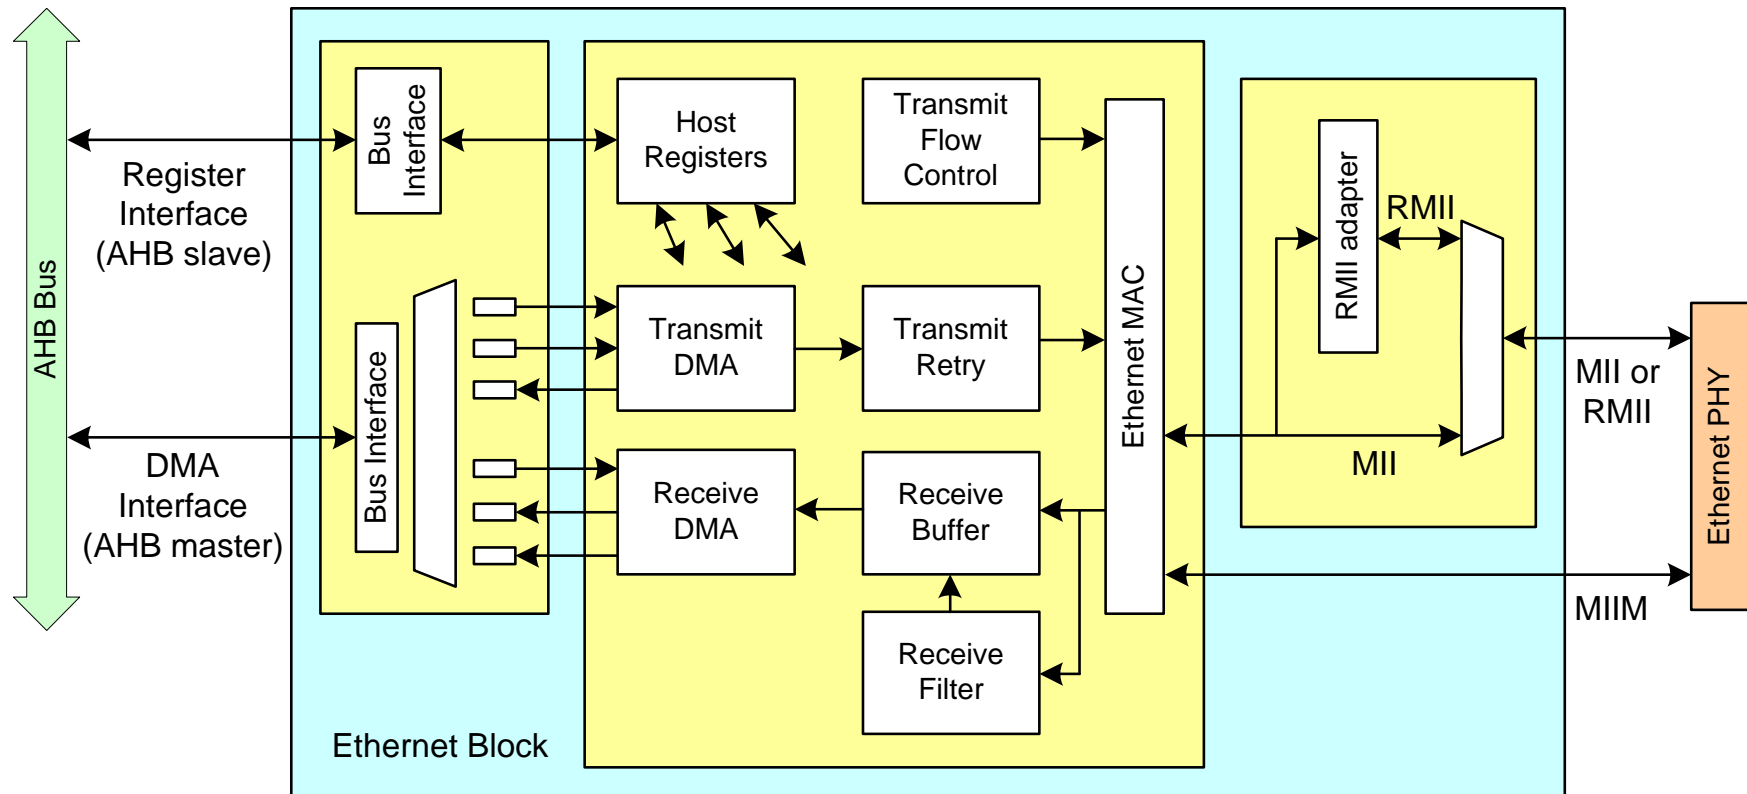 AHB Bus
Register
Interface
(AHB slave)
DMA
Interface
(AHB master)
Bus
Interface
Bus Interface
Host
Registers
Transmit
Flow
Control
Transmit
DMA
Transmit
Retry
Receive
DMA
Receive
Buffer
Receive
Filter
Ethernet MAC
RMII adapter
RMII
MII
MII or
RMII
MIIM
Ethernet PHY
Ethernet Block